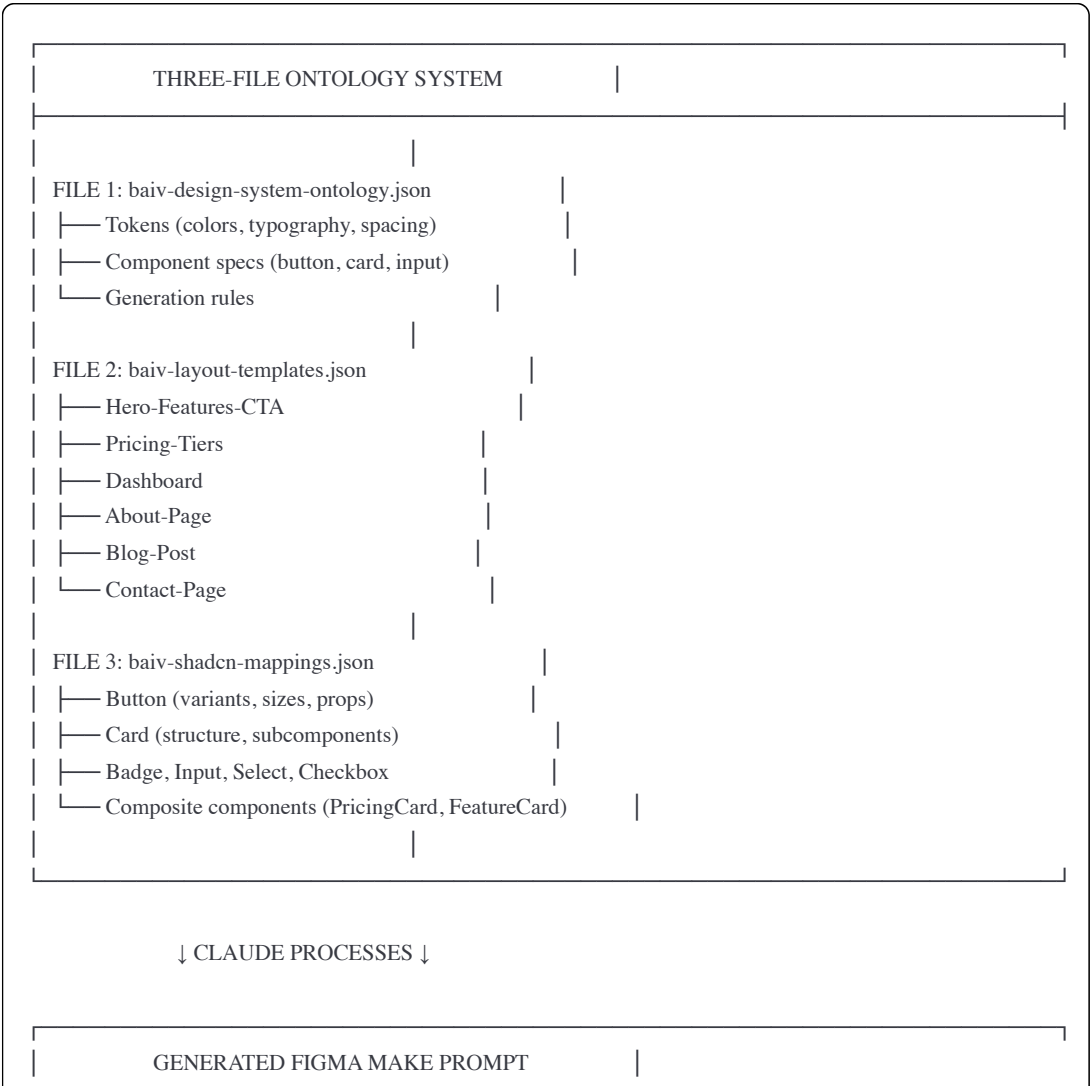 THREE-FILE ONTOLOGY SYSTEM
FILE 1: baiv-design-system-ontology.json
├── Tokens (colors, typography, spacing)
├── Component specs (button, card, input)
└── Generation rules
FILE 2: baiv-layout-templates.json
├── Hero-Features-CTA
├── Pricing-Tiers
├── Dashboard
├── About-Page
├── Blog-Post
└── Contact-Page
FILE 3: baiv-shadcn-mappings.json
├── Button (variants, sizes, props)
├── Card (structure, subcomponents)
├── Badge, Input, Select, Checkbox
└── Composite components (PricingCard, FeatureCard)
↓ CLAUDE PROCESSES ↓
GENERATED FIGMA MAKE PROMPT